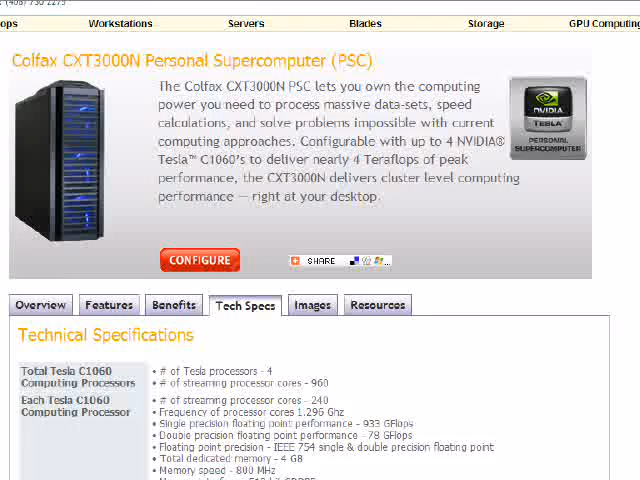 (408) 730 2275
ops Workstations Servers Blades Storage GPU Computing
Colfax CXT3000N Personal Supercomputer (PSC)
The Colfax CXT3000N PSC lets you own the computing
power you need to process massive data-sets, speed
calculations, and solve problems impossible with current
computing approaches. Configurable with up to 4 NVIDIA®
Tesla™ C1060's to deliver nearly 4 Teraflops of peak
performance, the CXT3000N delivers cluster level computing
performance — right at your desktop.
NVIDIA
TESLA
PERSONAL
SUPERCOMPUTER
CONFIGURE
SHARE
Overview Features Benefits Tech Specs Images Resources
Technical Specifications
Total Tesla C1060
Computing Processors
• # of Tesla processors - 4
• # of streaming processor cores - 960
Each Tesla C1060
Computing Processor
• # of streaming processor cores - 240
• Frequency of processor cores 1.296 Ghz
• Single precision floating point performance - 933 GFlops
• Double precision floating point performance - 78 GFlops
• Floating point precision - IEEE 754 single & double precision floating point
• Total dedicated memory - 4 GB
• Memory speed - 800 MHz